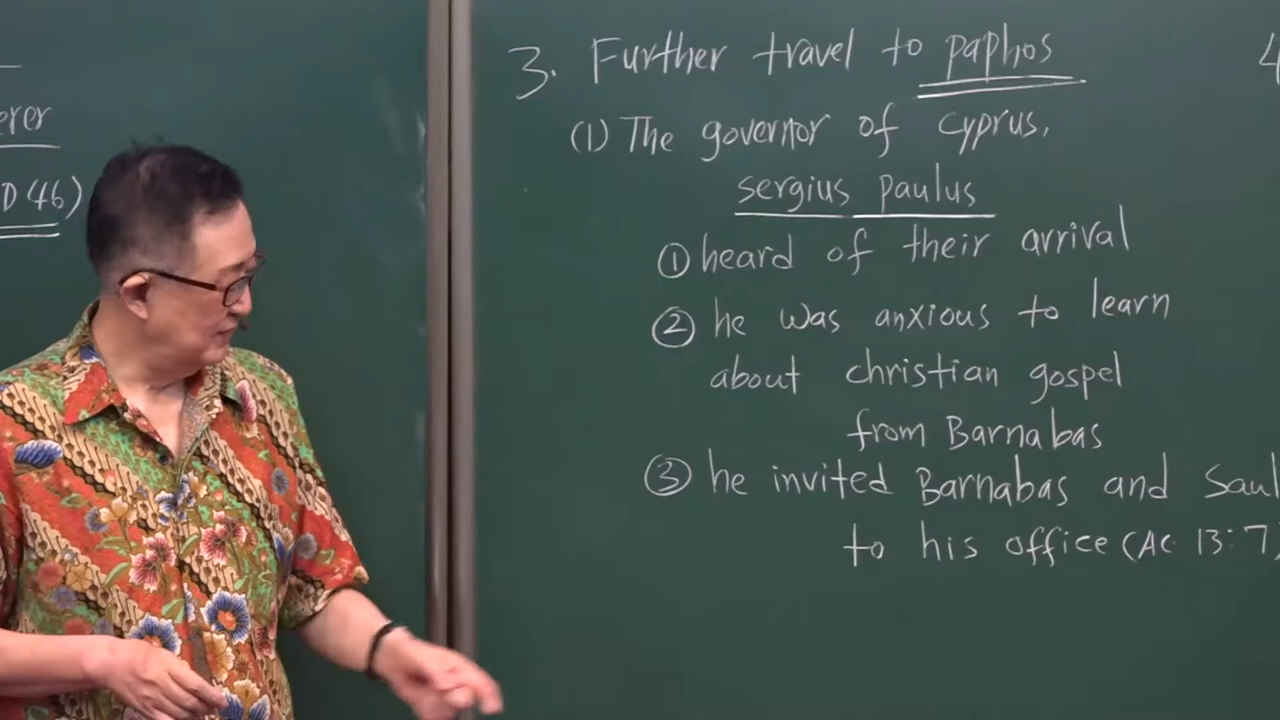 erer
D 46)
3. Further travel to paphos
(1) The governor of cyprus,
sergius paulus
① heard of their arrival
② he was anxious to learn
about christian gospel
from Barnabas
③ he invited Barnabas and Saul
to his office (AC 13:7)
4